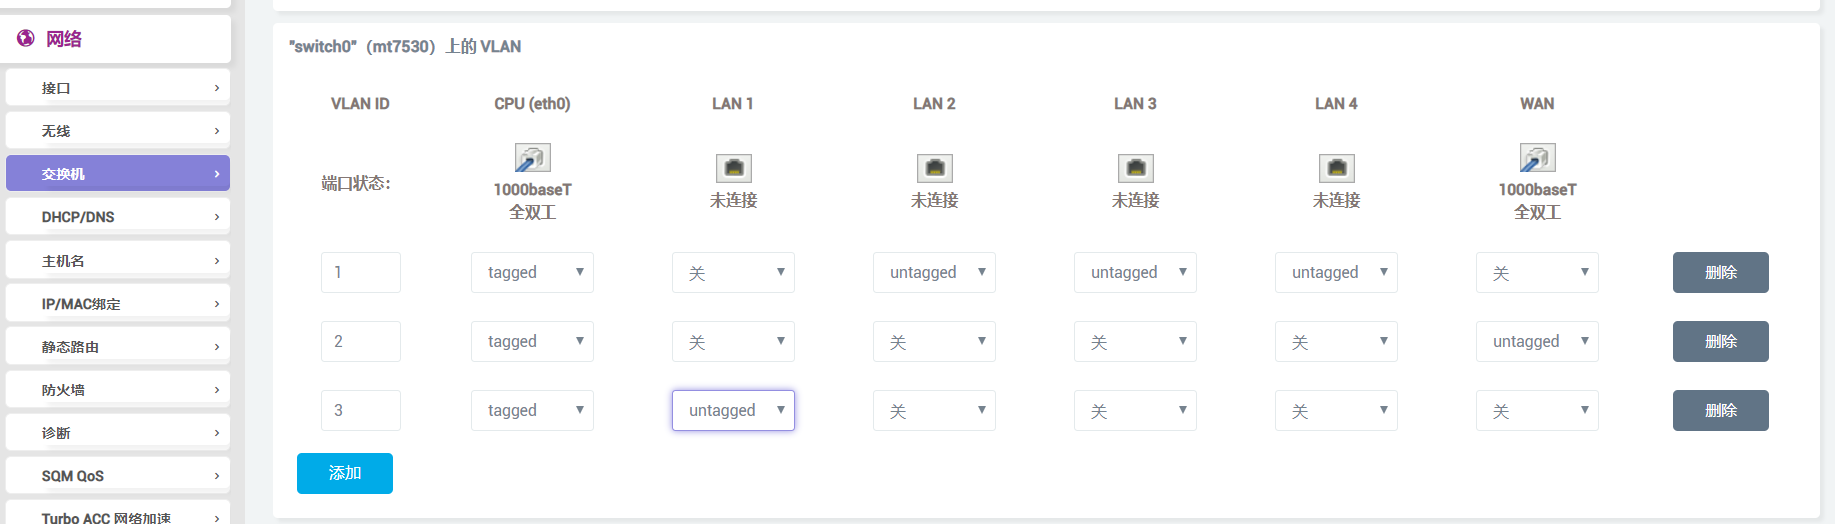 网络
接口
无线
交换机
DHCP/DNS
主机名
IP/MAC绑定
静态路由
防火墙
诊断
SQM QoS
Turbo ACC 网络加速
"switch0"（mt7530）上的 VLAN
VLAN ID CPU (eth0) LAN 1 LAN 2 LAN 3 LAN 4 WAN
端口状态: 1000baseT 全双工 未连接 未连接 未连接 未连接 1000baseT 全双工
1 tagged 关 untagged untagged untagged 关 删除
2 tagged 关 关 关 关 untagged 删除
3 tagged untagged 关 关 关 关 删除
添加